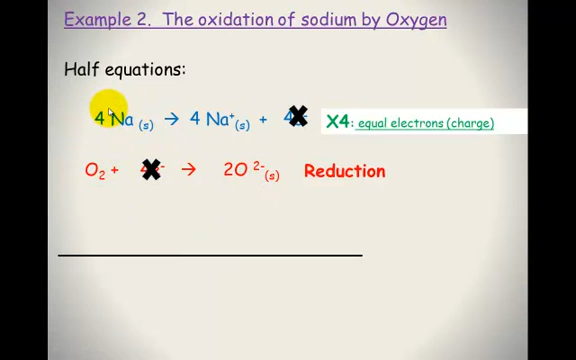 Example 2. The oxidation of sodium by Oxygen
Half equations:
4 Na (s) → 4 Na⁺(s) + 4 X4: equal electrons (charge)
O₂ + ⁻ → 2O ²⁻(s) Reduction